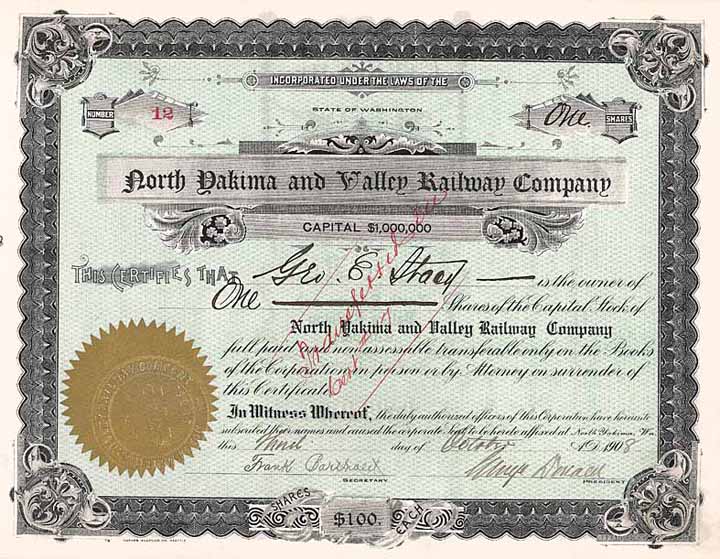 INCORPORATED UNDER THE LAWS OF THE
STATE OF WASHINGTON
NUMBER 12
One. SHARES
North Yakima and Valley Railway Company
CAPITAL $1,000,000
THIS CERTIFIES THAT Geo. E. Stacy is the owner of
One Shares of the Capital Stock of
North Yakima and Valley Railway Company
full paid and non assessable transferable only on the Books
of the Corporation in person or by Attorney on surrender of
this Certificate.
In Witness Whereof, the duly authorized officers of this Corporation have hereunto
subscribed their names and caused the corporate Seal to be hereto affixed at North Yakima, Wn.
this day of October A.D. 1908
Frank
SECRETARY
PRESIDENT
SHARES $100. EACH